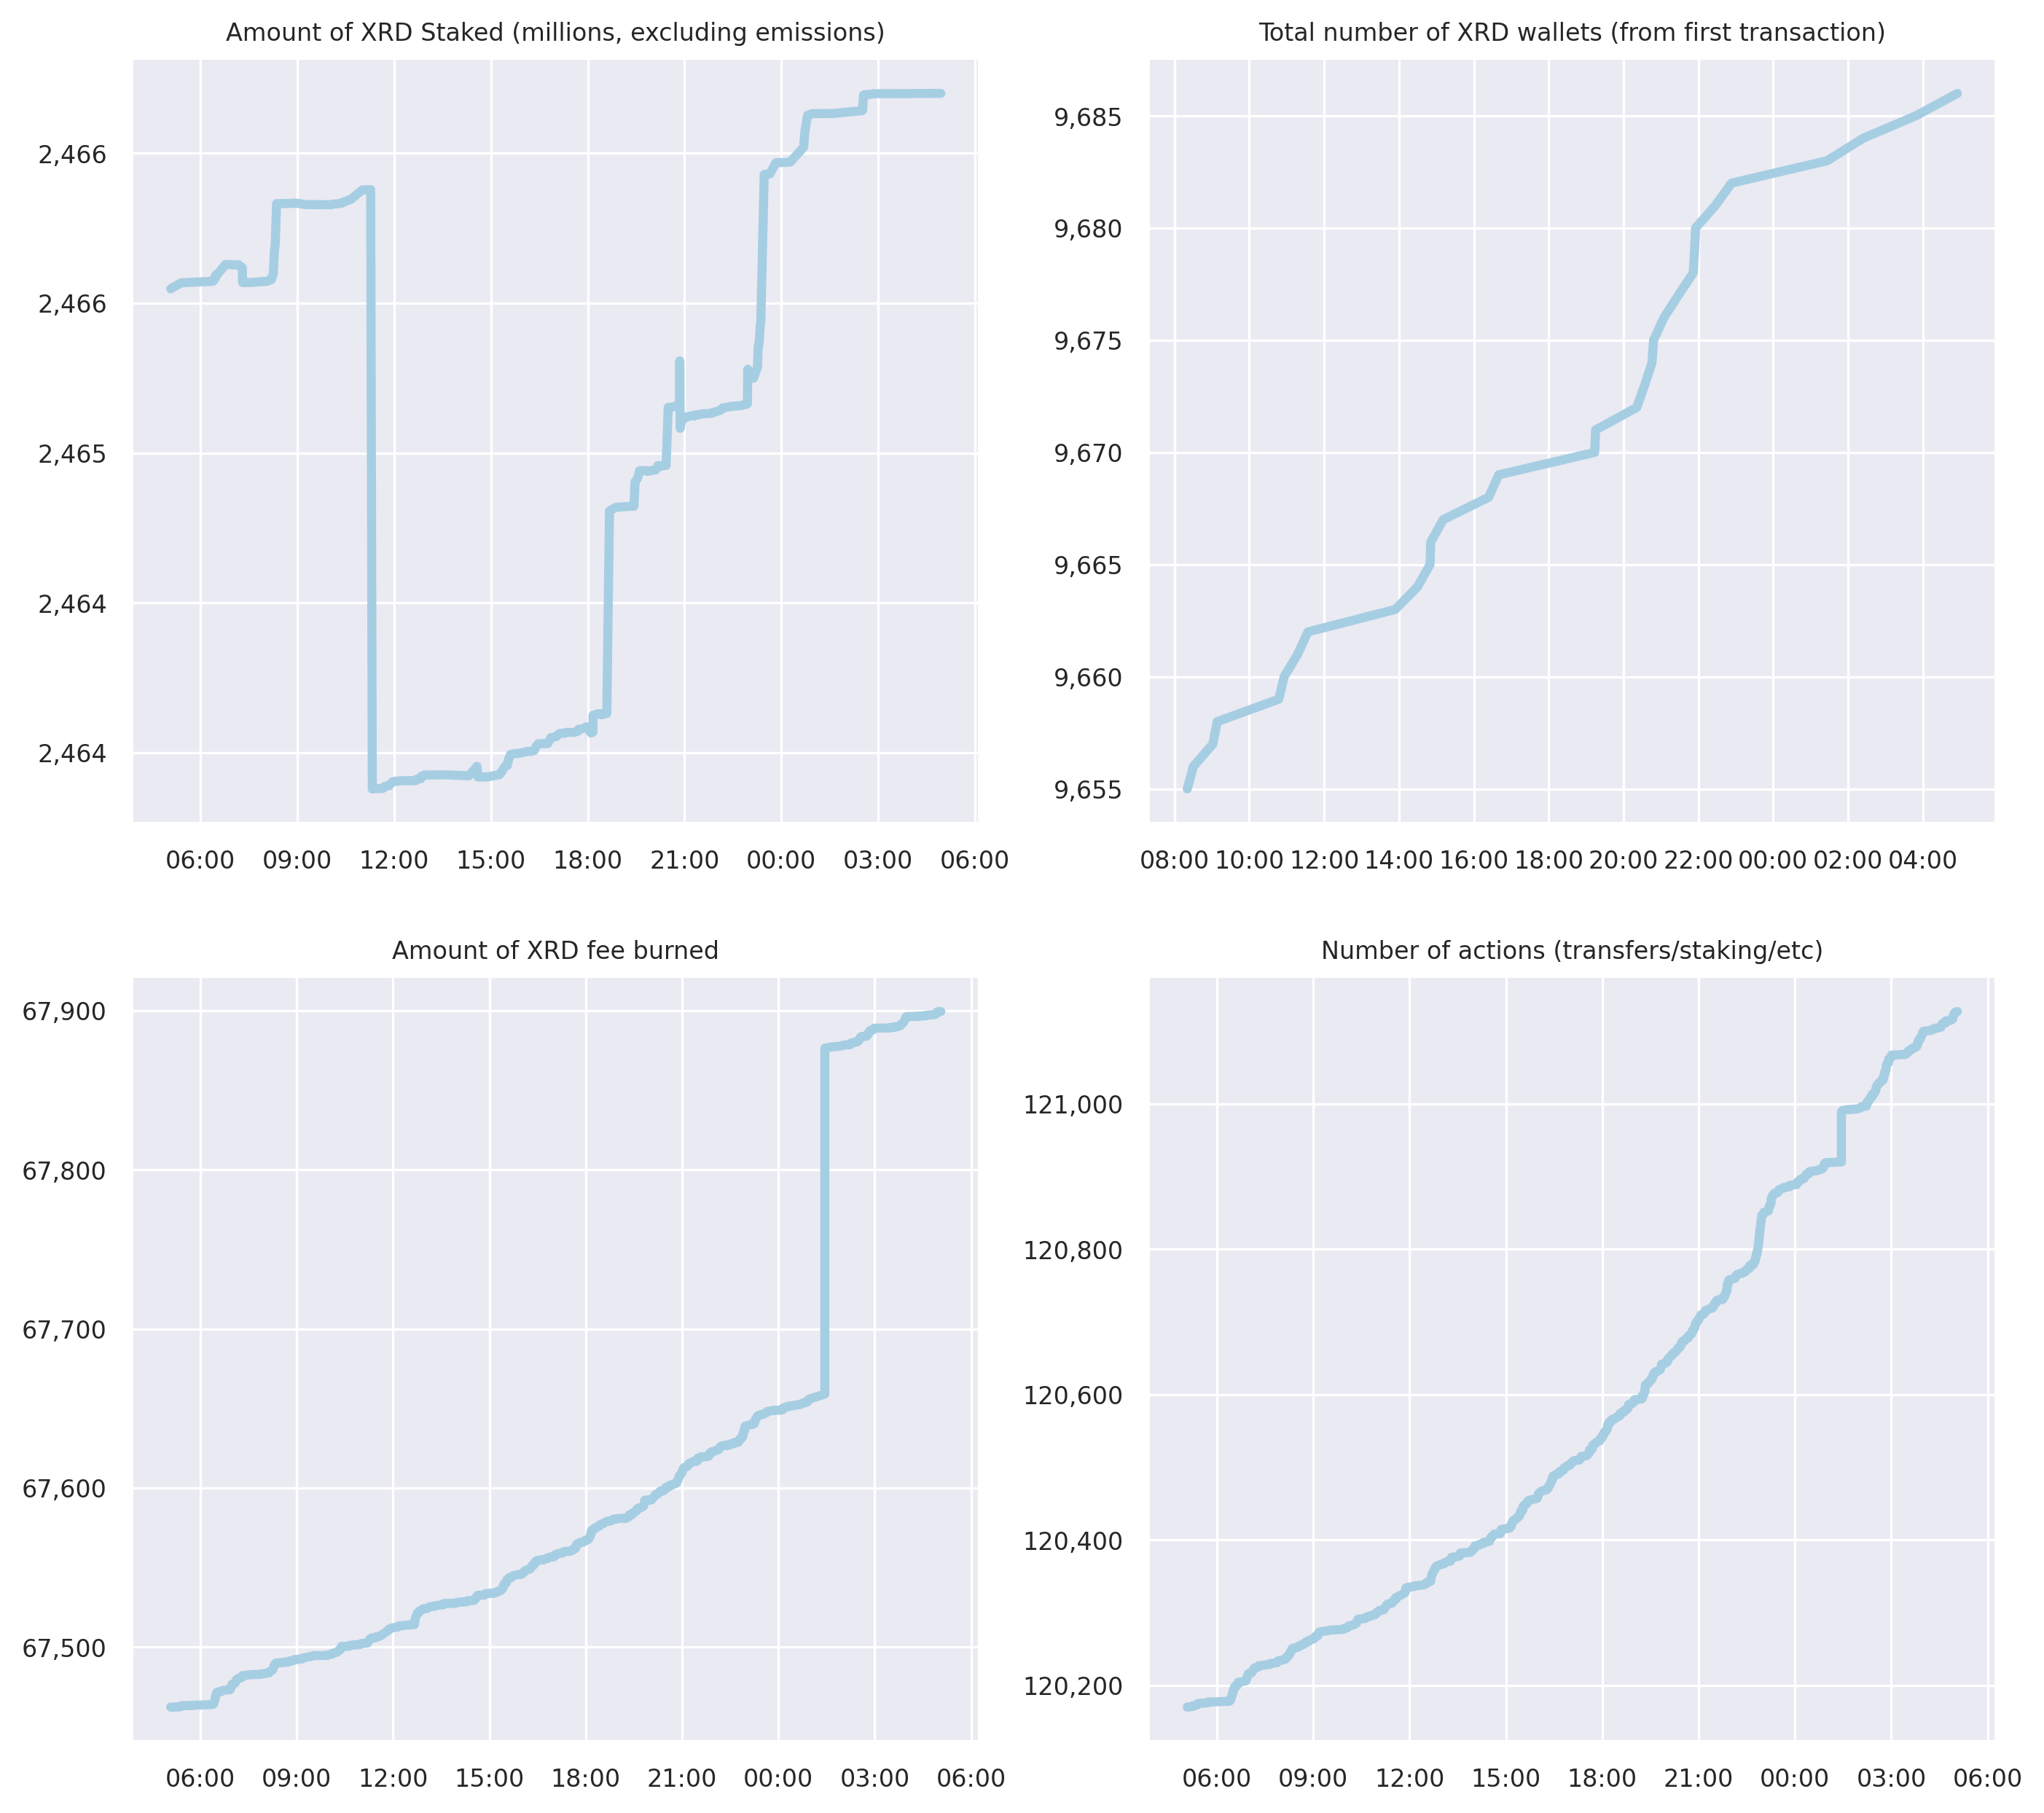 Amount of XRD Staked (millions, excluding emissions)
2,466
2,466
2,465
2,464
2,464
06:00 09:00 12:00 15:00 18:00 21:00 00:00 03:00 06:00
Total number of XRD wallets (from first transaction)
9,685
9,680
9,675
9,670
9,665
9,660
9,655
08:00 10:00 12:00 14:00 16:00 18:00 20:00 22:00 00:00 02:00 04:00
Amount of XRD fee burned
67,900
67,800
67,700
67,600
67,500
06:00 09:00 12:00 15:00 18:00 21:00 00:00 03:00 06:00
Number of actions (transfers/staking/etc)
121,000
120,800
120,600
120,400
120,200
06:00 09:00 12:00 15:00 18:00 21:00 00:00 03:00 06:00